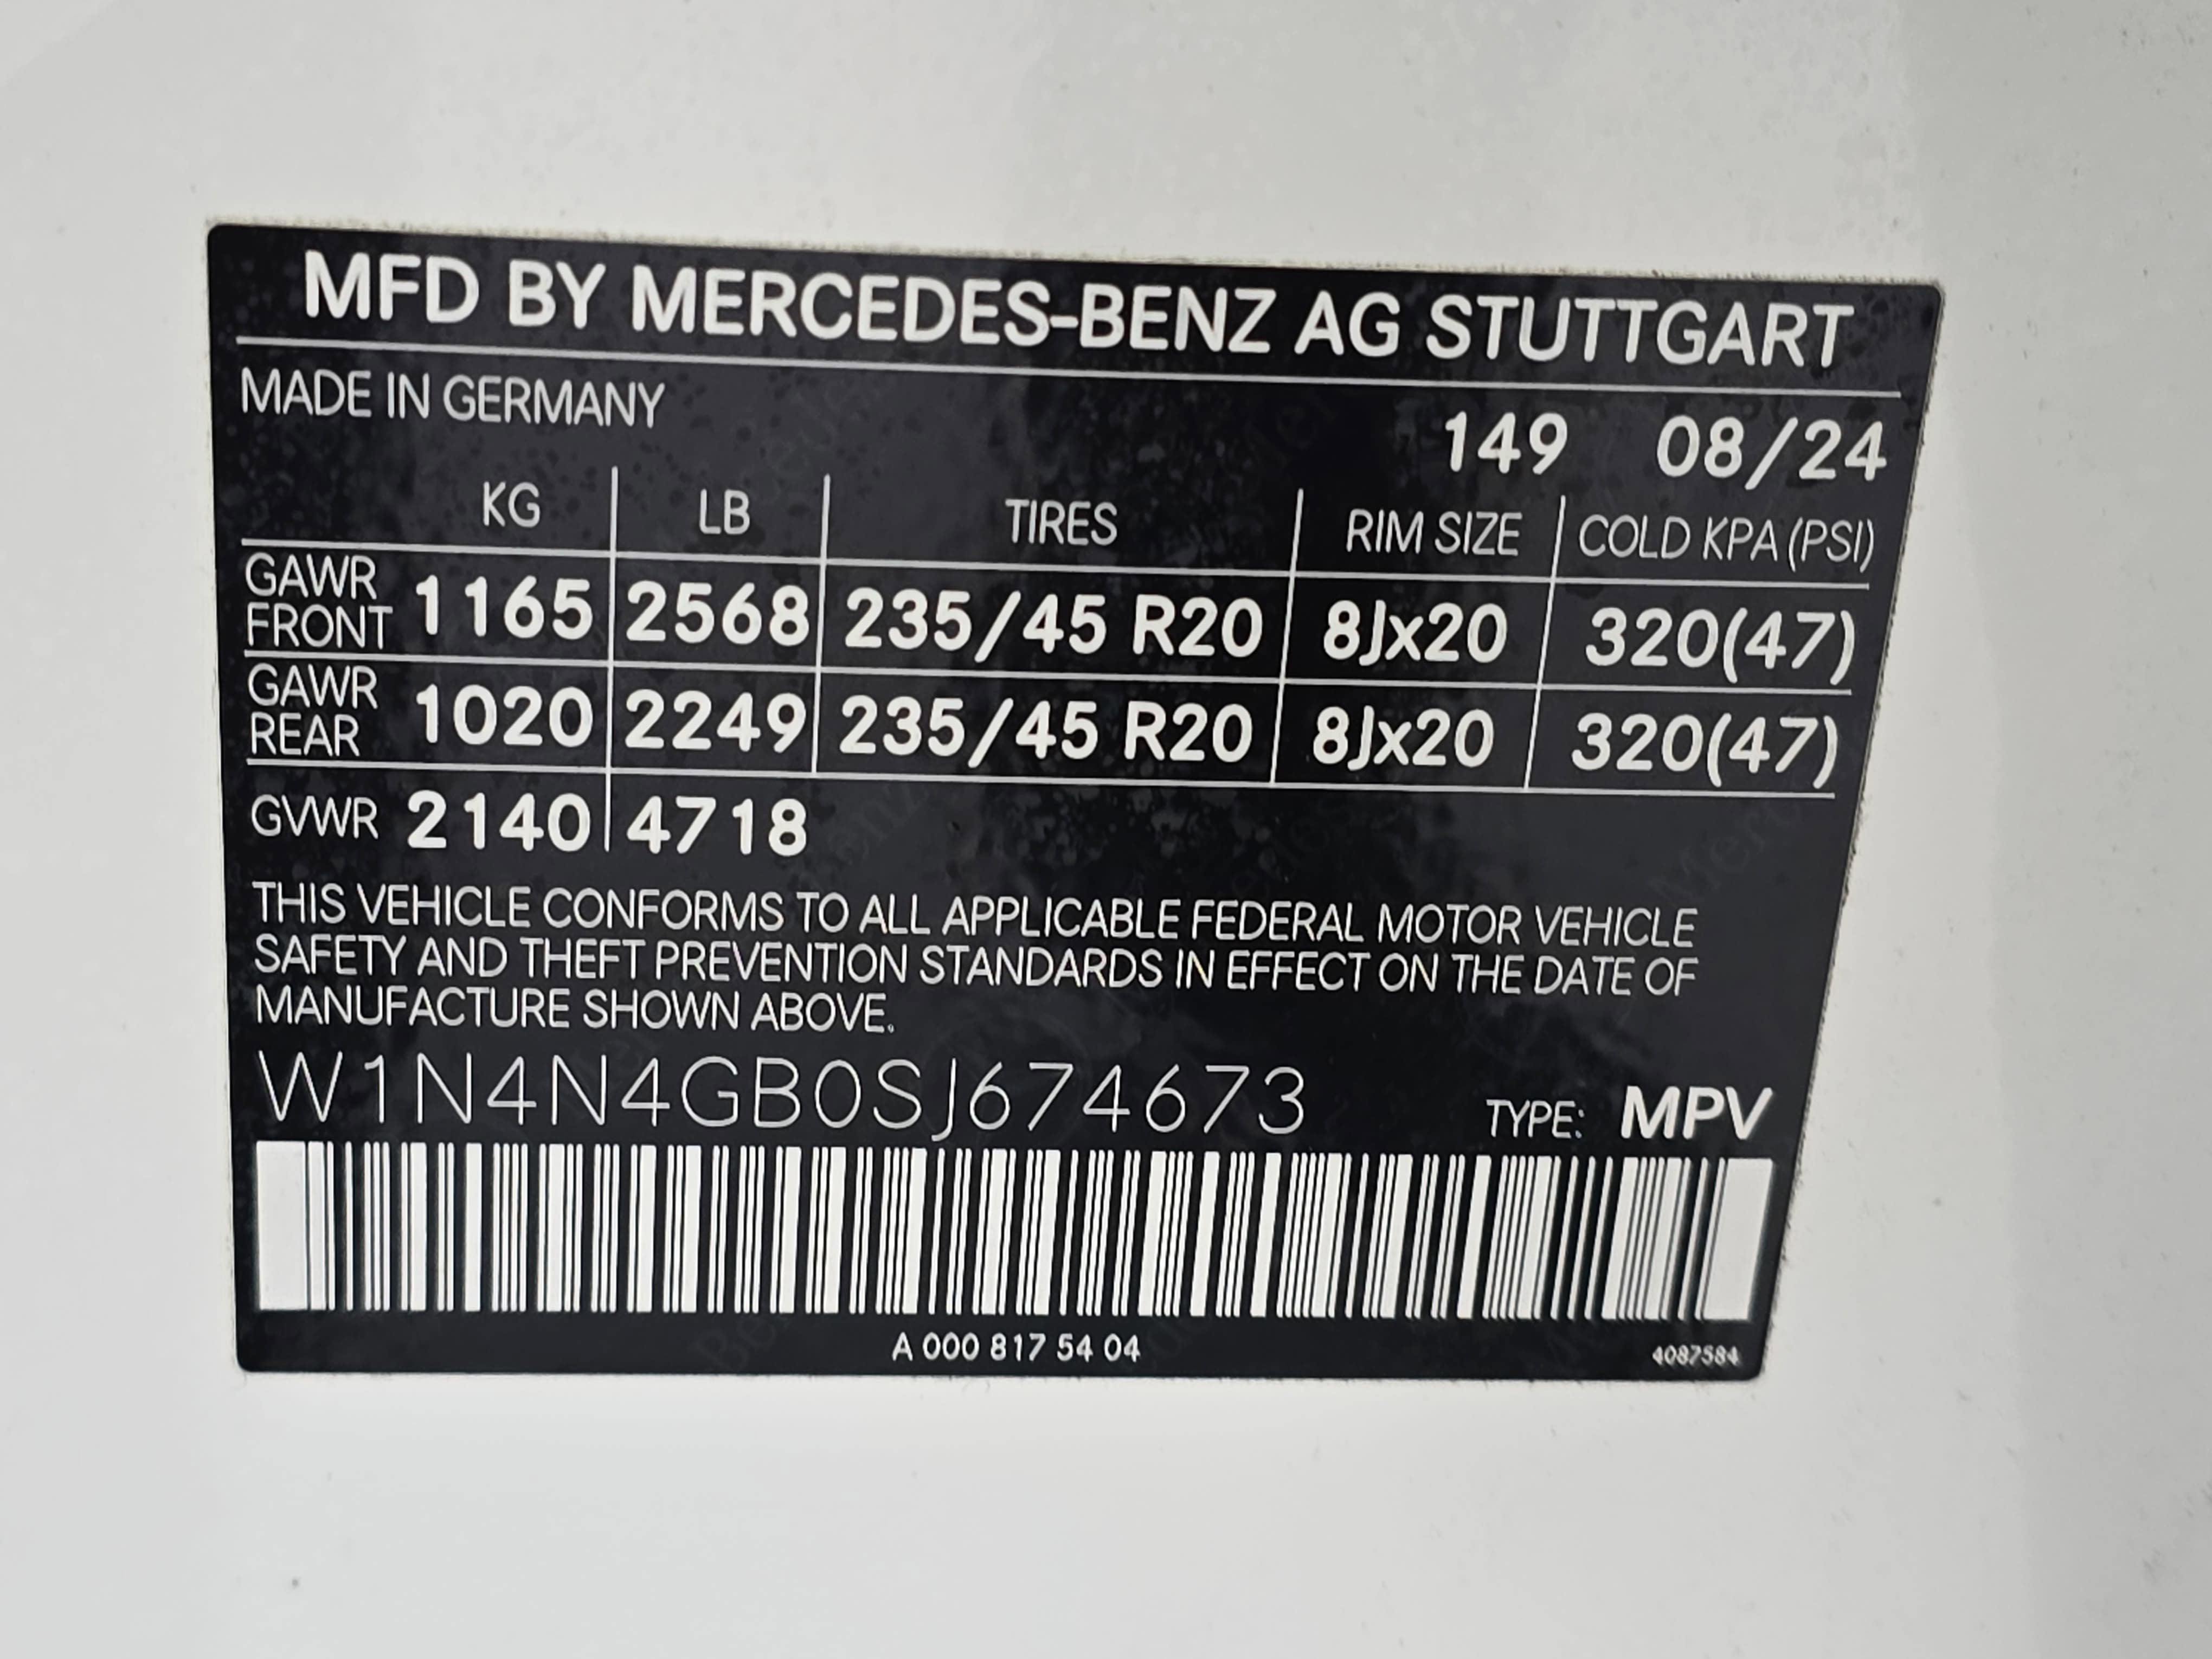 MFD BY MERCEDES-BENZ AG STUTTGART
MADE IN GERMANY
149 08/24
KG LB TIRES RIM SIZE COLD KPA (PSI)
GAWR FRONT 1165 2568 235/45 R20 8Jx20 320(47)
GAWR REAR 1020 2249 235/45 R20 8Jx20 320(47)
GVWR 2140 4718
THIS VEHICLE CONFORMS TO ALL APPLICABLE FEDERAL MOTOR VEHICLE
SAFETY AND THEFT PREVENTION STANDARDS IN EFFECT ON THE DATE OF
MANUFACTURE SHOWN ABOVE.
W1N4N4GB0SJ674673 TYPE: MPV
A 000 817 54 04
4087584